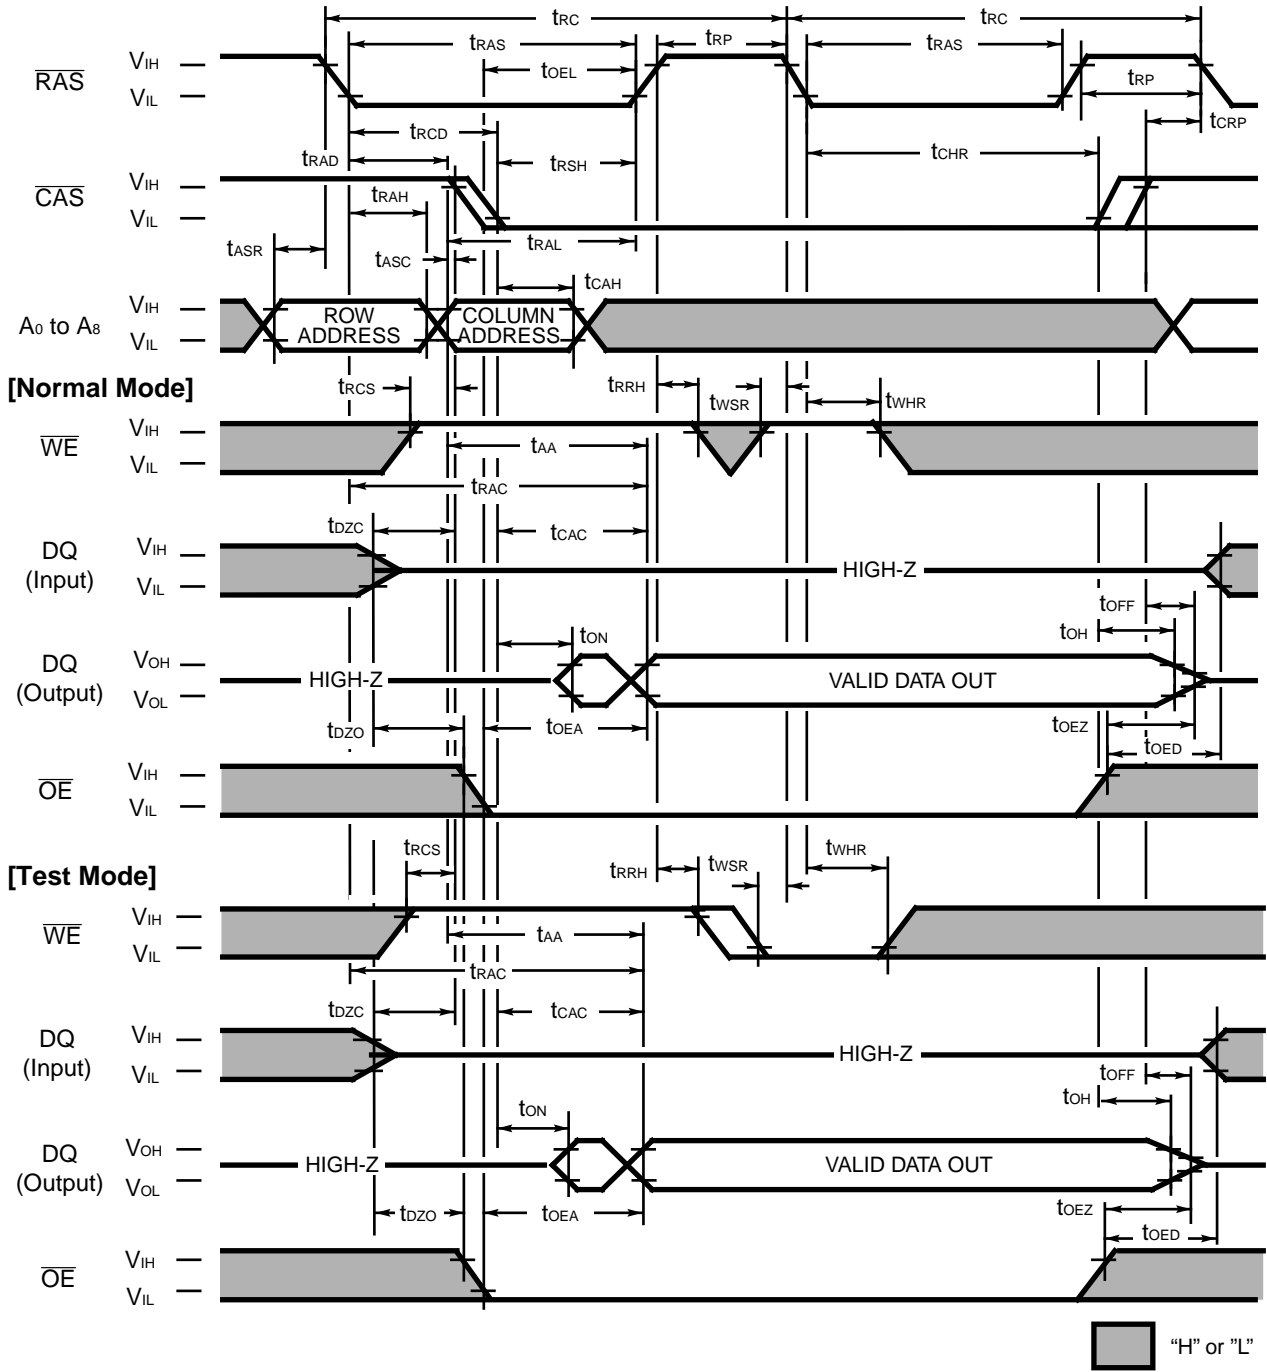 tRC tRC
tRAS tRP tRAS
RAS VIH tOEL
VIL tRP
tRCD tCRP
tRAD tRSH tCHR
CAS VIH
tRAH
VIL
tASR tRAL
tASC
tCAH
A0 to A8 VIH ROW ADDRESS COLUMN ADDRESS
VIL
[Normal Mode]
tRCS tRRH tWSR tWHR
WE VIH
VIL tAA
tRAC
tDZC tCAC
DQ (Input) VIH
VIL HIGH-Z
tOFF
tON tOH
DQ (Output) VOH
VOL HIGH-Z VALID DATA OUT
tDZO tOEA tOEZ
tOED
OE VIH
VIL
[Test Mode]
tRCS tRRH tWSR tWHR
WE VIH
VIL tAA
tRAC
tDZC tCAC
DQ (Input) VIH
VIL HIGH-Z
tOFF
tON tOH
DQ (Output) VOH
VOL HIGH-Z VALID DATA OUT
tDZO tOEA tOEZ
tOED
OE VIH
VIL
“H” or ”L”